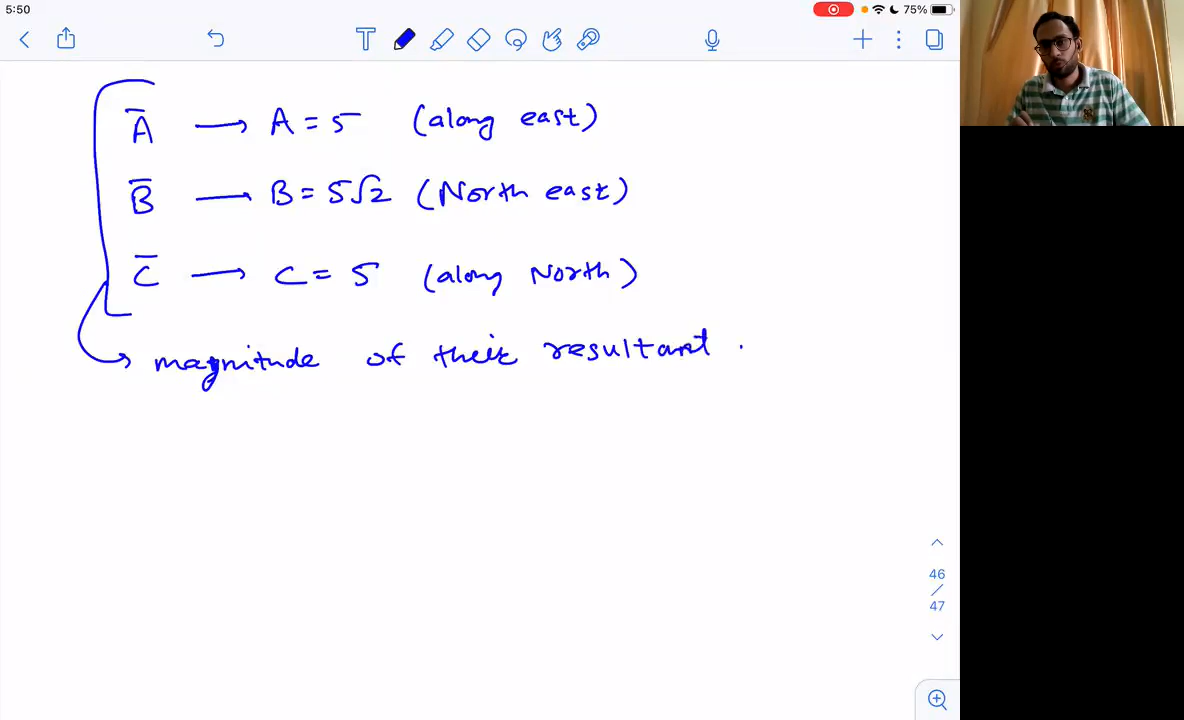 5:50
75%
A̅ → A = 5 (along east)
B̅ → B = 5√2 (North east)
C̅ → C = 5 (along North)
→ magnitude of their resultant .
46
/
47